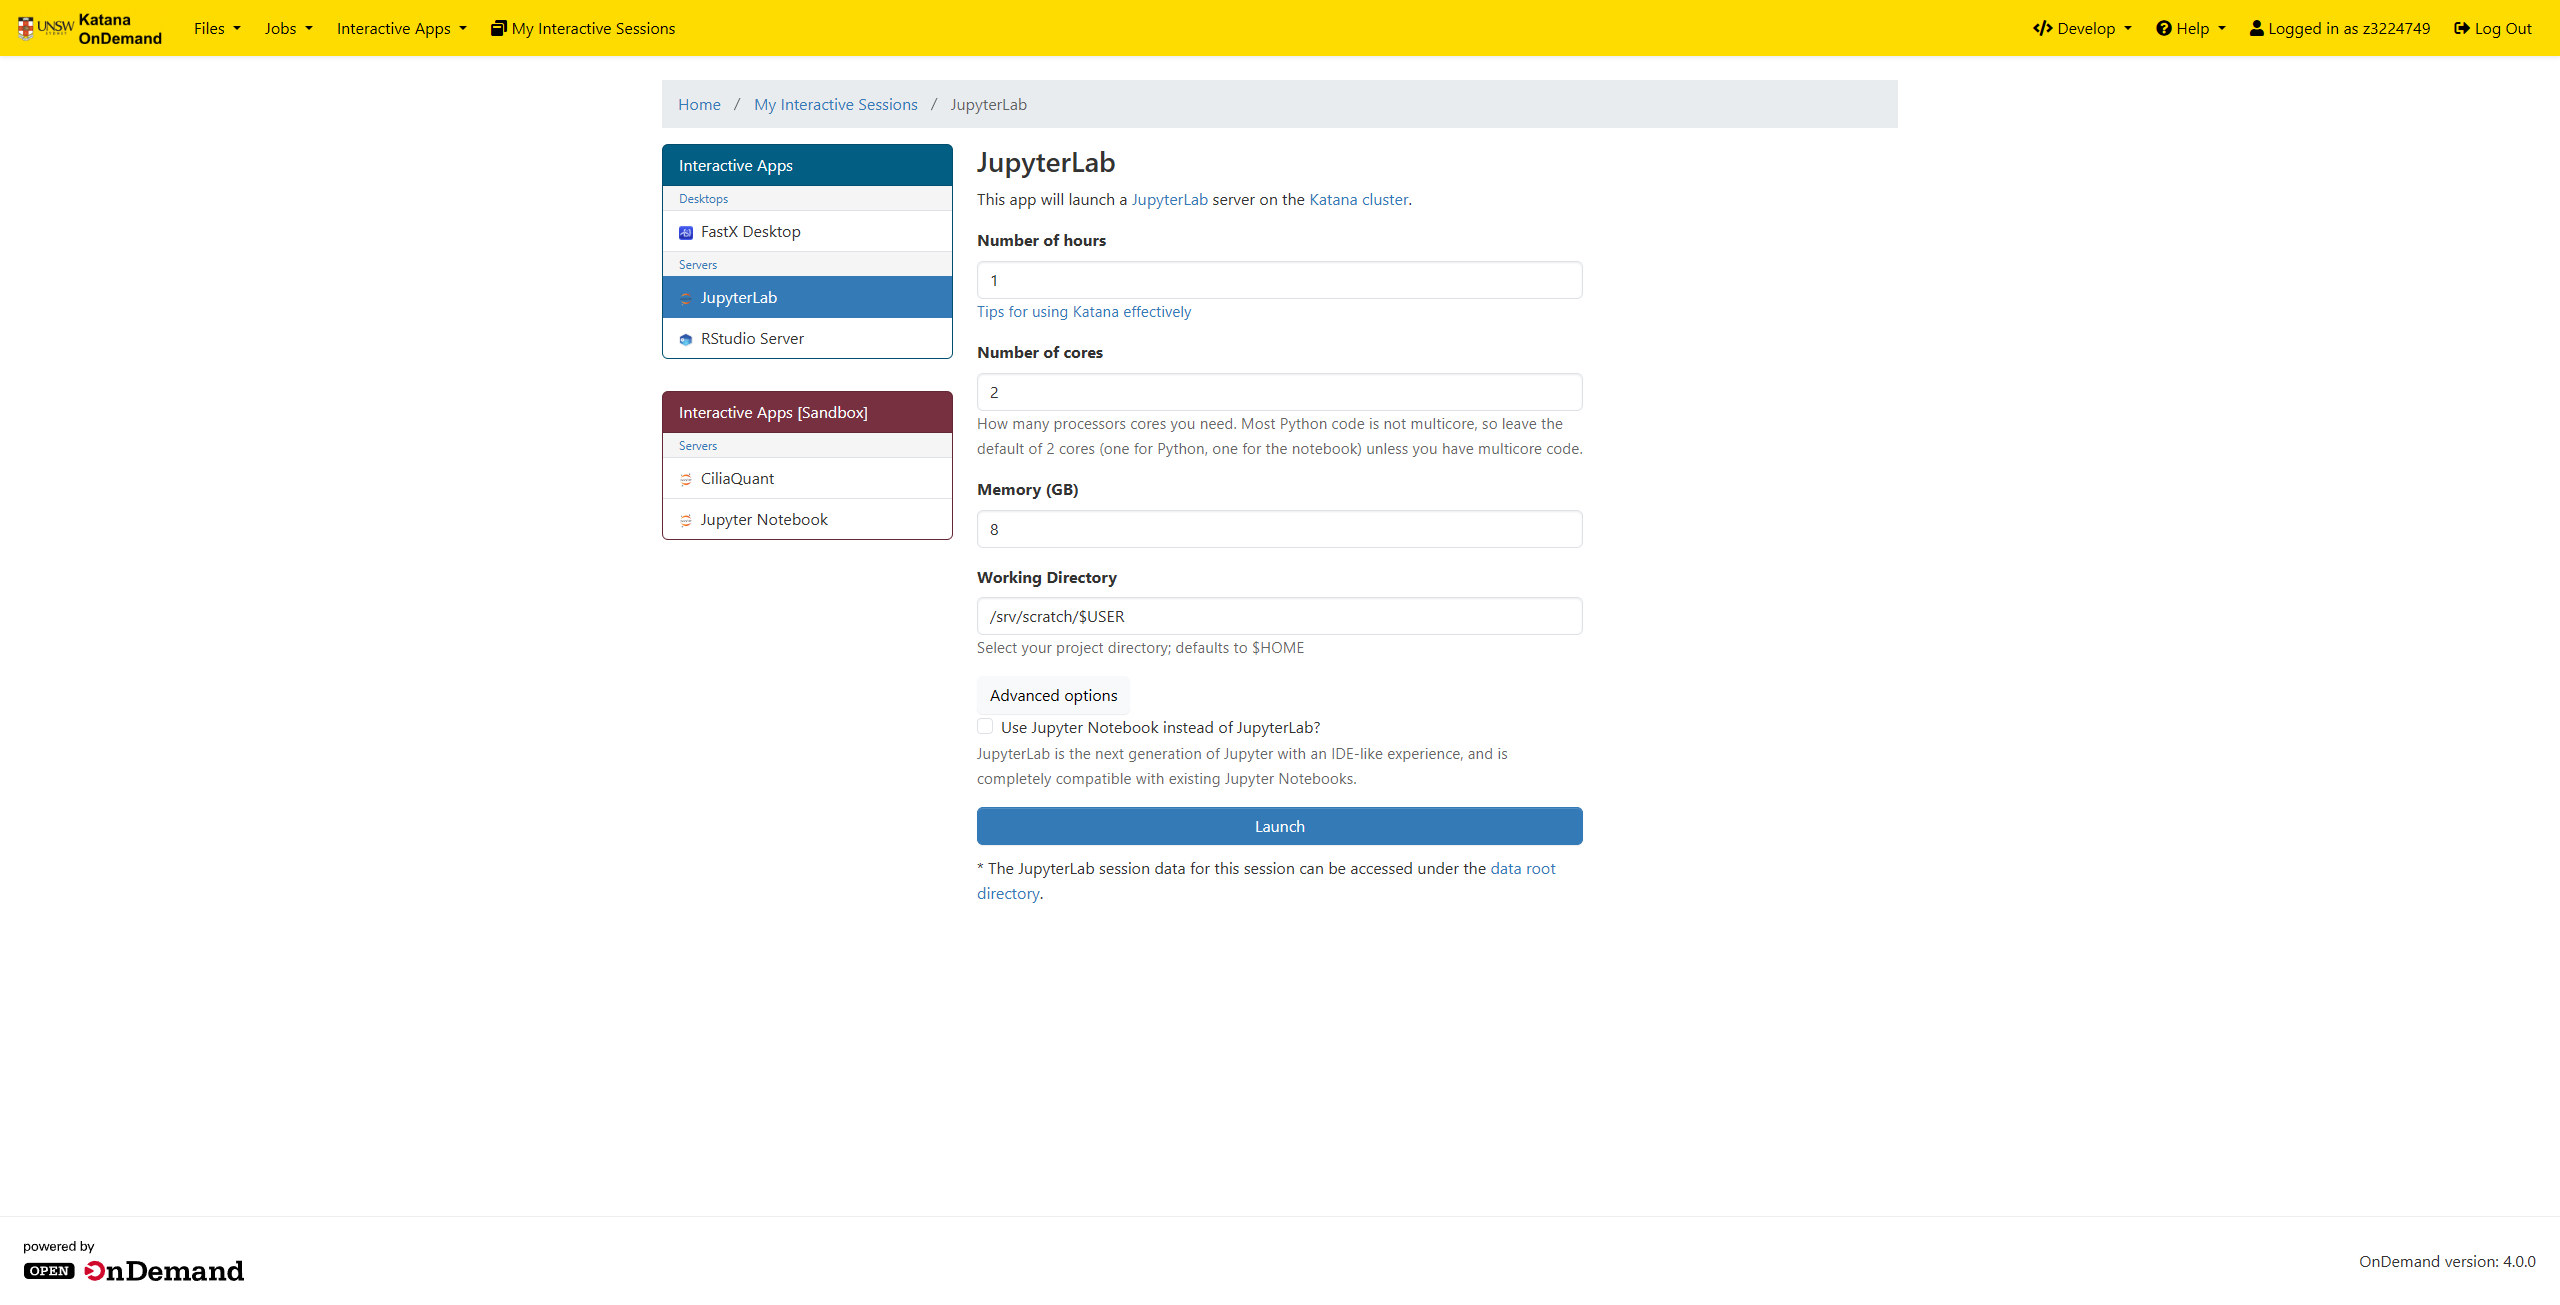 UNSW SYDNEY Katana OnDemand Files Jobs Interactive Apps My Interactive Sessions Develop Help Logged in as z3224749 Log Out
Home / My Interactive Sessions / JupyterLab
Interactive Apps
Desktops
FastX Desktop
Servers
JupyterLab
RStudio Server
Interactive Apps [Sandbox]
Servers
CiliaQuant
Jupyter Notebook
JupyterLab
This app will launch a JupyterLab server on the Katana cluster.
Number of hours
1
Tips for using Katana effectively
Number of cores
2
How many processors cores you need. Most Python code is not multicore, so leave the
default of 2 cores (one for Python, one for the notebook) unless you have multicore code.
Memory (GB)
8
Working Directory
/srv/scratch/$USER
Select your project directory; defaults to $HOME
Advanced options
Use Jupyter Notebook instead of JupyterLab?
JupyterLab is the next generation of Jupyter with an IDE-like experience, and is
completely compatible with existing Jupyter Notebooks.
Launch
* The JupyterLab session data for this session can be accessed under the data root
directory.
powered by
OPEN OnDemand
OnDemand version: 4.0.0